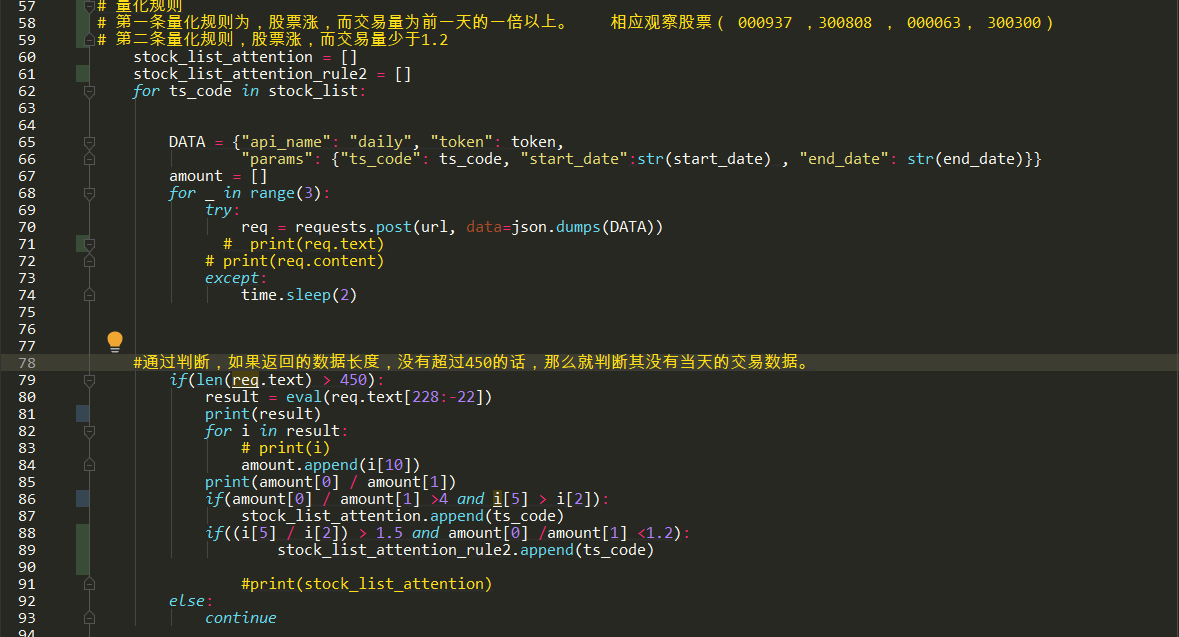 57 # 量化规则
58 # 第一条量化规则为，股票涨，而交易量为前一天的一倍以上。    相应观察股票（ 000937 ，300808 ， 000063， 300300）
59 # 第二条量化规则，股票涨，而交易量少于1.2
60 stock_list_attention = []
61 stock_list_attention_rule2 = []
62 for ts_code in stock_list:
63
64
65 DATA = {"api_name": "daily", "token": token,
66 "params": {"ts_code": ts_code, "start_date":str(start_date) , "end_date": str(end_date)}}
67 amount = []
68 for _ in range(3):
69 try:
70 req = requests.post(url, data=json.dumps(DATA))
71 #  print(req.text)
72 # print(req.content)
73 except:
74 time.sleep(2)
75
76
77
78 #通过判断，如果返回的数据长度，没有超过450的话，那么就判断其没有当天的交易数据。
79 if(len(req.text) > 450):
80 result = eval(req.text[228:-22])
81 print(result)
82 for i in result:
83 # print(i)
84 amount.append(i[10])
85 print(amount[0] / amount[1])
86 if(amount[0] / amount[1] >4 and i[5] > i[2]):
87 stock_list_attention.append(ts_code)
88 if((i[5] / i[2]) > 1.5 and amount[0] /amount[1] <1.2):
89 stock_list_attention_rule2.append(ts_code)
90
91 #print(stock_list_attention)
92 else:
93 continue
94